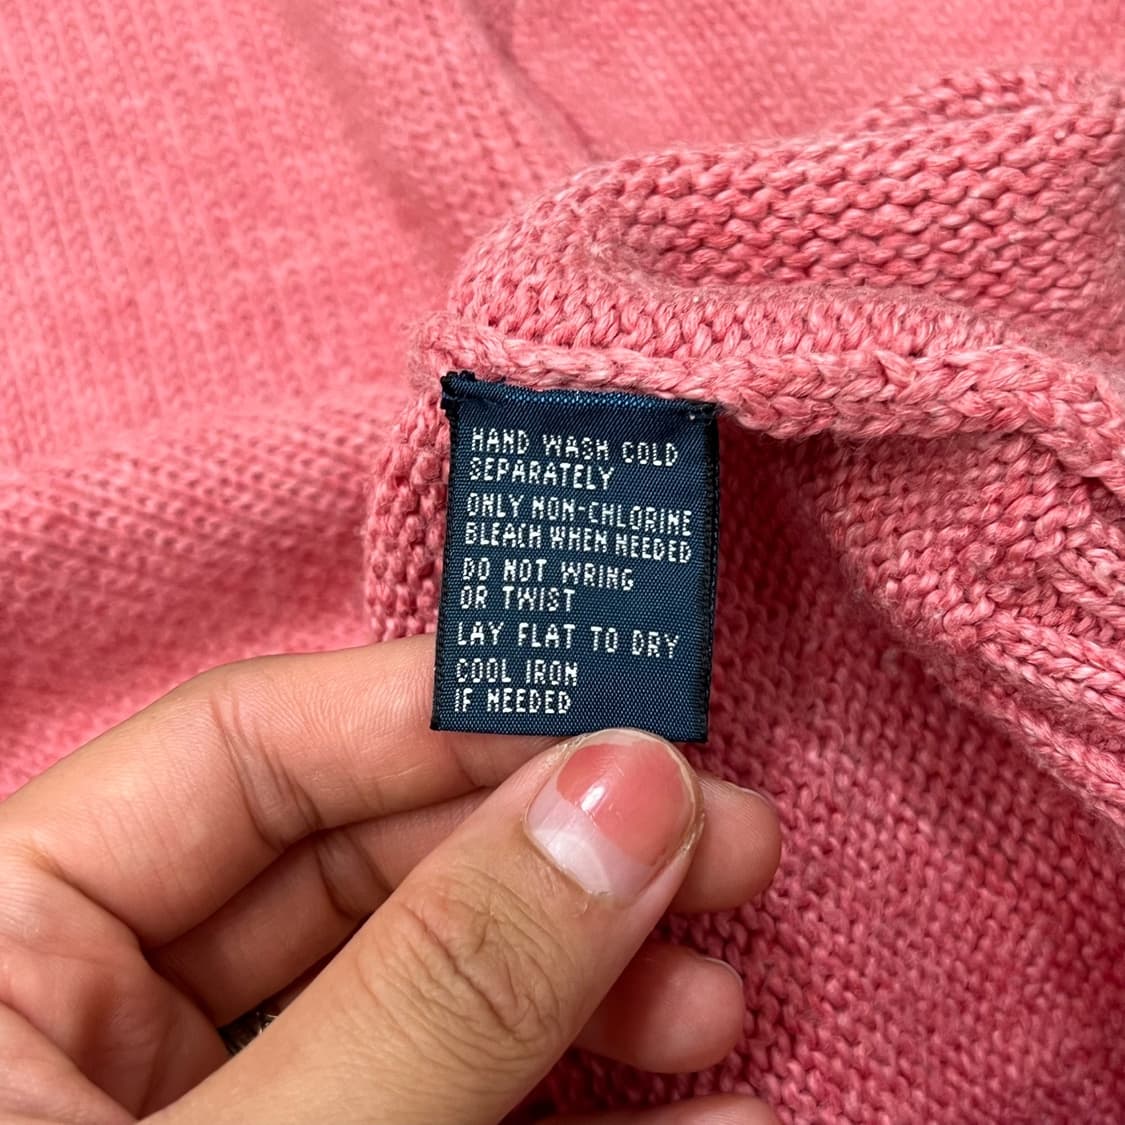 HAND WASH COLD
SEPARATELY
ONLY NON-CHLORINE
BLEACH WHEN NEEDED
DO NOT WRING
OR TWIST
LAY FLAT TO DRY
COOL IRON
IF NEEDED